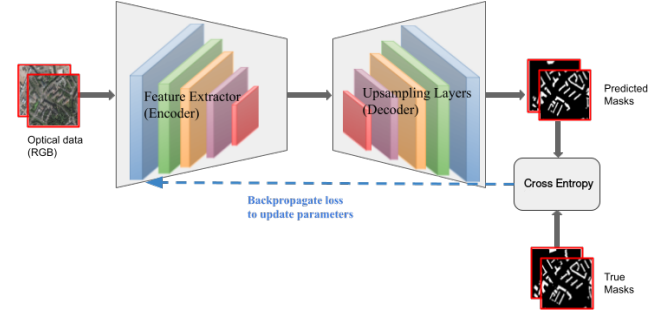 Optical data
(RGB)
Feature Extractor
(Encoder)
Upsampling Layers
(Decoder)
Predicted
Masks
Cross Entropy
Backpropagate loss
to update parameters
True
Masks